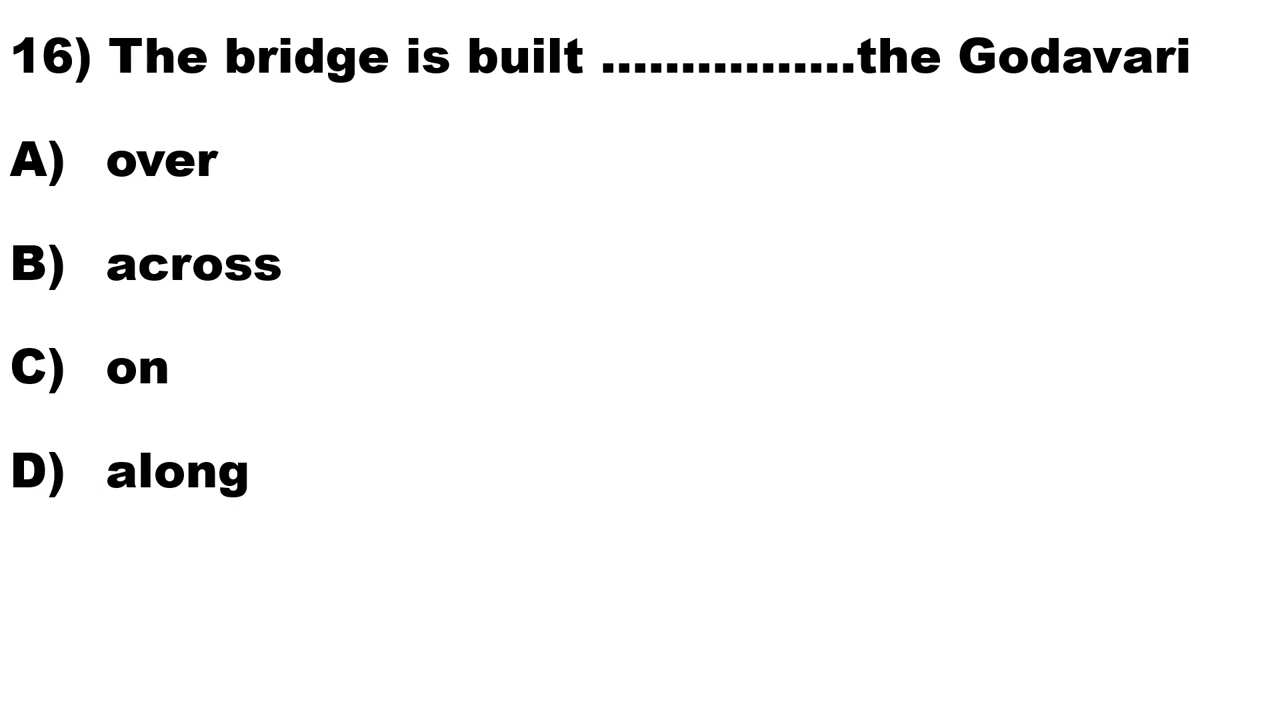 16) The bridge is built ................the Godavari
A) over
B) across
C) on
D) along